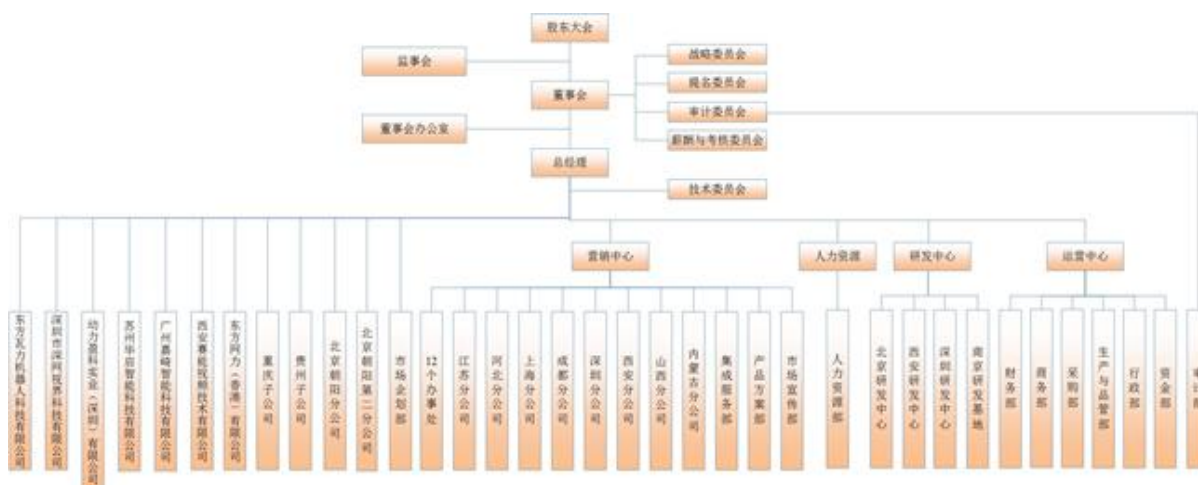 股东大会
监事会
战略委员会
提名委员会
董事会
审计委员会
董事会办公室
薪酬与考核委员会
总经理
技术委员会
营销中心
人力资源
研发中心
运营中心
东方瓦力机器人科技有限公司
深圳市深网视界科技有限公司
动力盈科实业（深圳）有限公司
苏州华启智能科技有限公司
广州嘉崎智能科技有限公司
西安赛能视频技术有限公司
东方网力（香港）有限公司
重庆子公司
贵州子公司
北京朝阳分公司
北京朝阳第二分公司
市场企划部
12个办事处
江苏分公司
河北分公司
上海分公司
成都分公司
深圳分公司
西安分公司
山西分公司
内蒙古分公司
集成服务部
产品方案部
市场宣传部
人力资源部
北京研发中心
西安研发中心
深圳研发中心
南京研发基地
财务部
商务部
采购部
生产与品管部
行政部
资金部